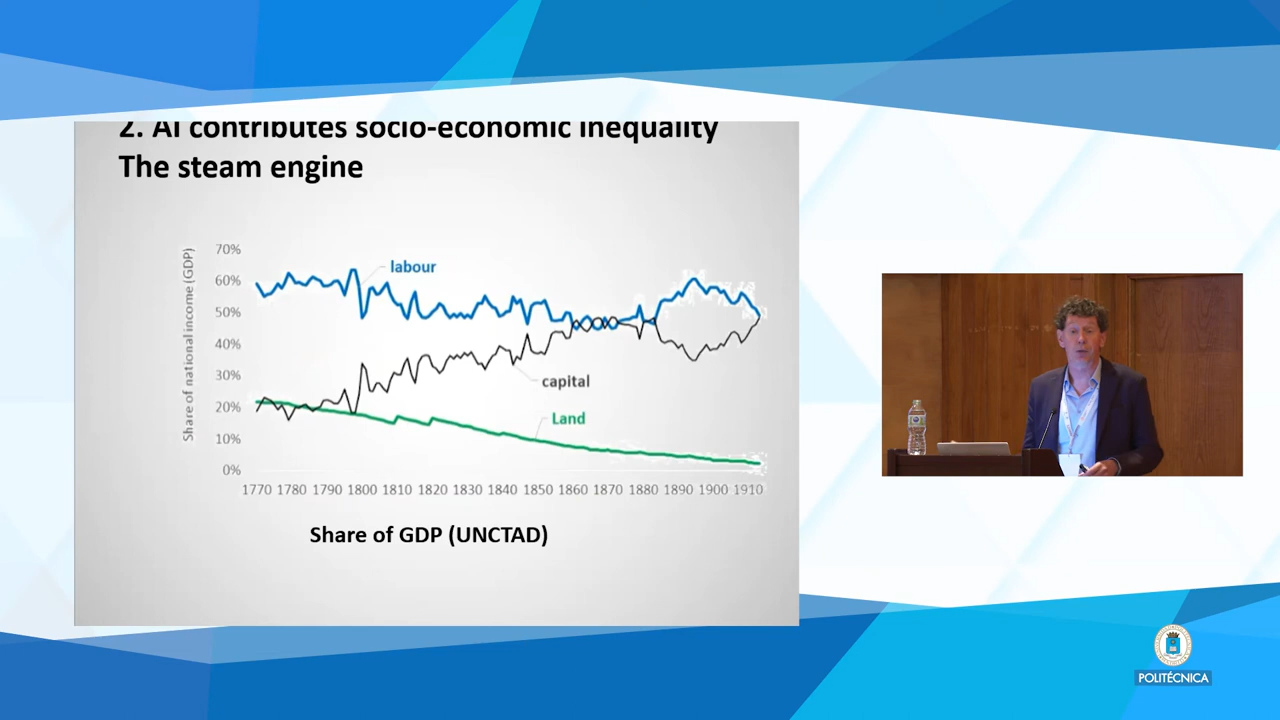 2. AI contributes socio-economic inequality
The steam engine
Share of national income (GDP)
70%
60%
50%
40%
30%
20%
10%
0%
labour
capital
Land
1770 1780 1790 1800 1810 1820 1830 1840 1850 1860 1870 1880 1890 1900 1910
Share of GDP (UNCTAD)
POLITÉCNICA